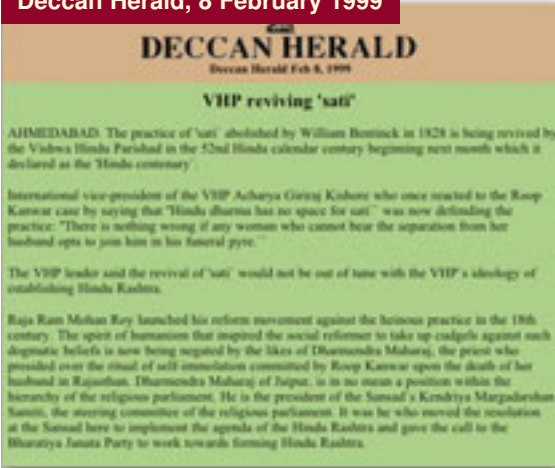 Deccan Herald, 8 February 1999
DECCAN HERALD
Deccan Herald Feb 8, 1999
VHP reviving 'sati'
AHMEDABAD. The practice of 'sati' abolished by William Bentinck in 1828 is being revived by
the Vishwa Hindu Parishad in the 52nd Hindu calendar century beginning next month which it
declared as the 'Hindu centenary'.
International vice-president of the VHP Acharya Giriraj Kishore who once reacted to the Roop
Kanwar case by saying that "Hindu dharma has no space for sati" was now defending the
practice: "There is nothing wrong if any woman who cannot bear the separation from her
husband opts to join him in his funeral pyre."
The VHP leader said the revival of 'sati' would not be out of tune with the VHP's ideology of
establishing Hindu Rashtra.
Raja Ram Mohan Roy launched his reform movement against the heinous practice in the 18th
century. The spirit of humanism that inspired the social reformer to take up cudgels against such
dogmatic beliefs is now being negated by the likes of Dharmendra Maharaj, the priest who
presided over the ritual of self immolation committed by Roop Kanwar upon the death of her
husband in Rajasthan. Dharmendra Maharaj of Jaipur, is in no mean a position within the
hierarchy of the religious parliament. He is the president of the Sansad's Kendriya Margadarshan
Samiti, the steering committee of the religious parliament. It was he who moved the resolution
at the Sansad here to implement the agenda of the Hindu Rashtra and gave the call to the
Bharatiya Janata Party to work towards forming Hindu Rashtra.